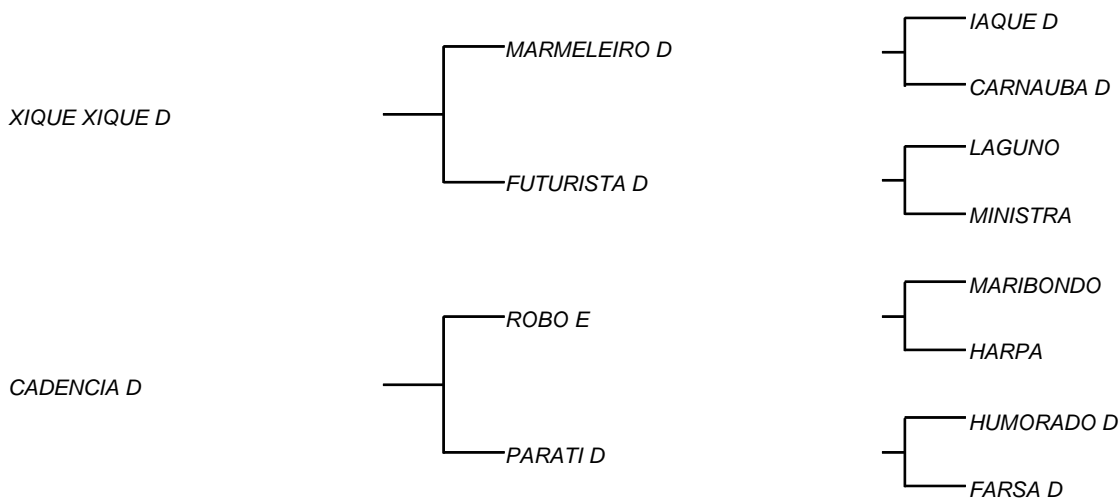 IAQUE D
MARMELEIRO D
CARNAUBA D
XIQUE XIQUE D
LAGUNO
FUTURISTA D
MINISTRA
MARIBONDO
ROBO E
HARPA
CADENCIA D
HUMORADO D
PARATI D
FARSA D